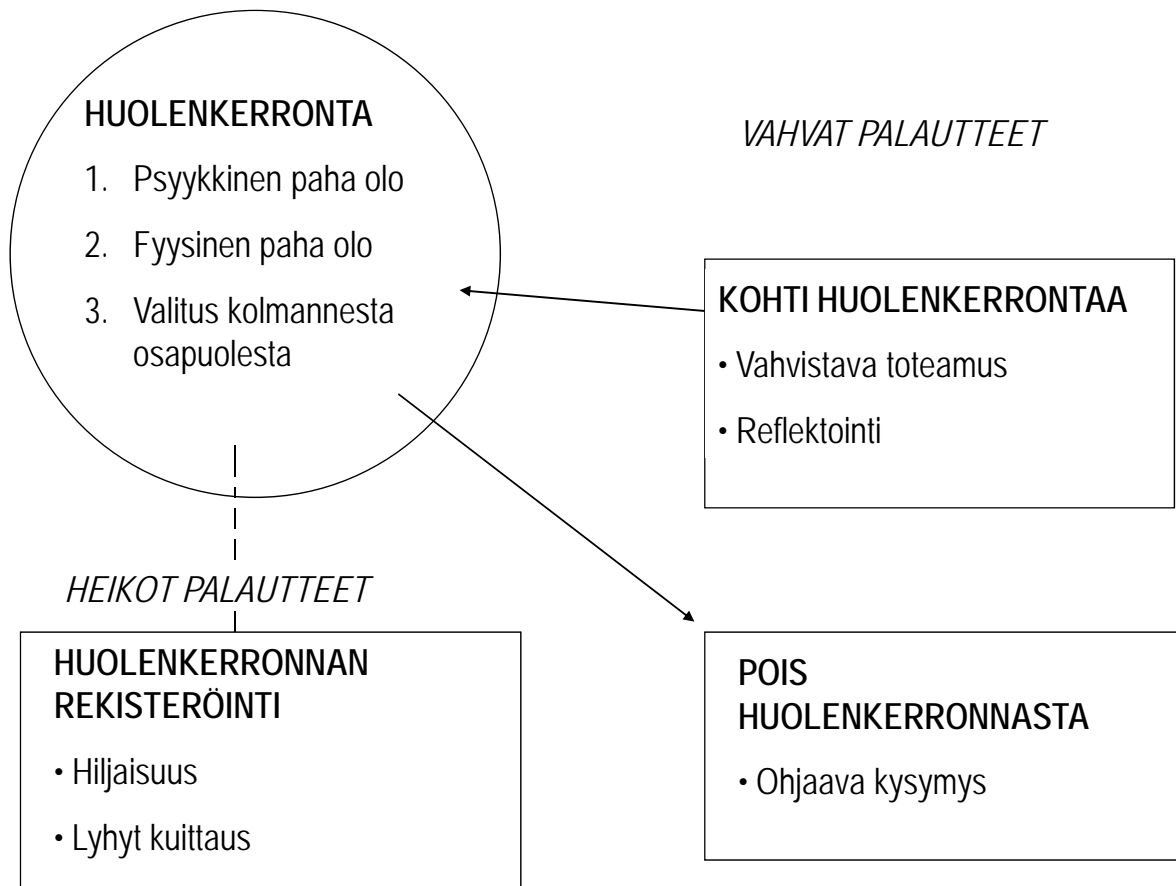 HUOLENKERRONTA
1. Psyykkinen paha olo
2. Fyysinen paha olo
3. Valitus kolmannesta
osapuolesta
VAHVAT PALAUTTEET
KOHTI HUOLENKERRONTAA
• Vahvistava toteamus
• Reflektointi
HEIKOT PALAUTTEET
HUOLENKERRONNAN
REKISTERÖINTI
• Hiljaisuus
• Lyhyt kuittaus
POIS
HUOLENKERRONNASTA
• Ohjaava kysymys